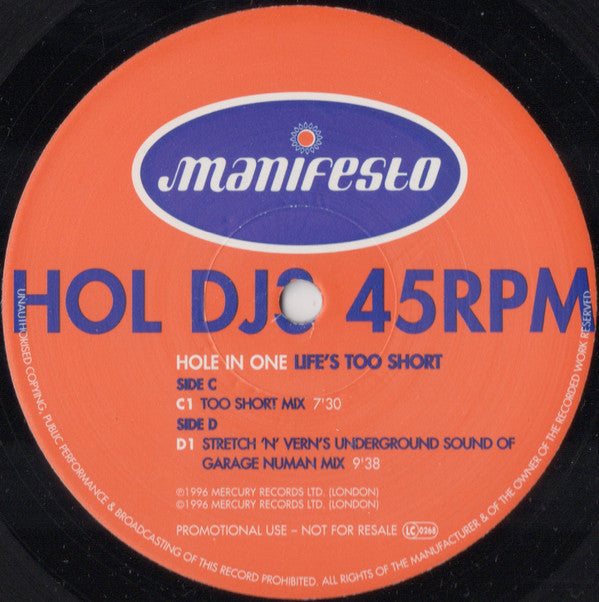 manifesto
HOL DJ3 45RPM
HOLE IN ONE LIFE'S TOO SHORT
SIDE C
C1 TOO SHORT MIX 7'30
SIDE D
D1 STRETCH 'N' VERN'S UNDERGROUND SOUND OF
GARAGE NUMAN MIX 9'38
℗1996 MERCURY RECORDS LTD. (LONDON)
©1996 MERCURY RECORDS LTD. (LONDON)
PROMOTIONAL USE – NOT FOR RESALE LC 0268
UNAUTHORISED COPYING, PUBLIC PERFORMANCE & BROADCASTING OF THIS RECORD PROHIBITED. ALL RIGHTS OF THE MANUFACTURER & OF THE OWNER OF THE RECORDED WORK RESERVED